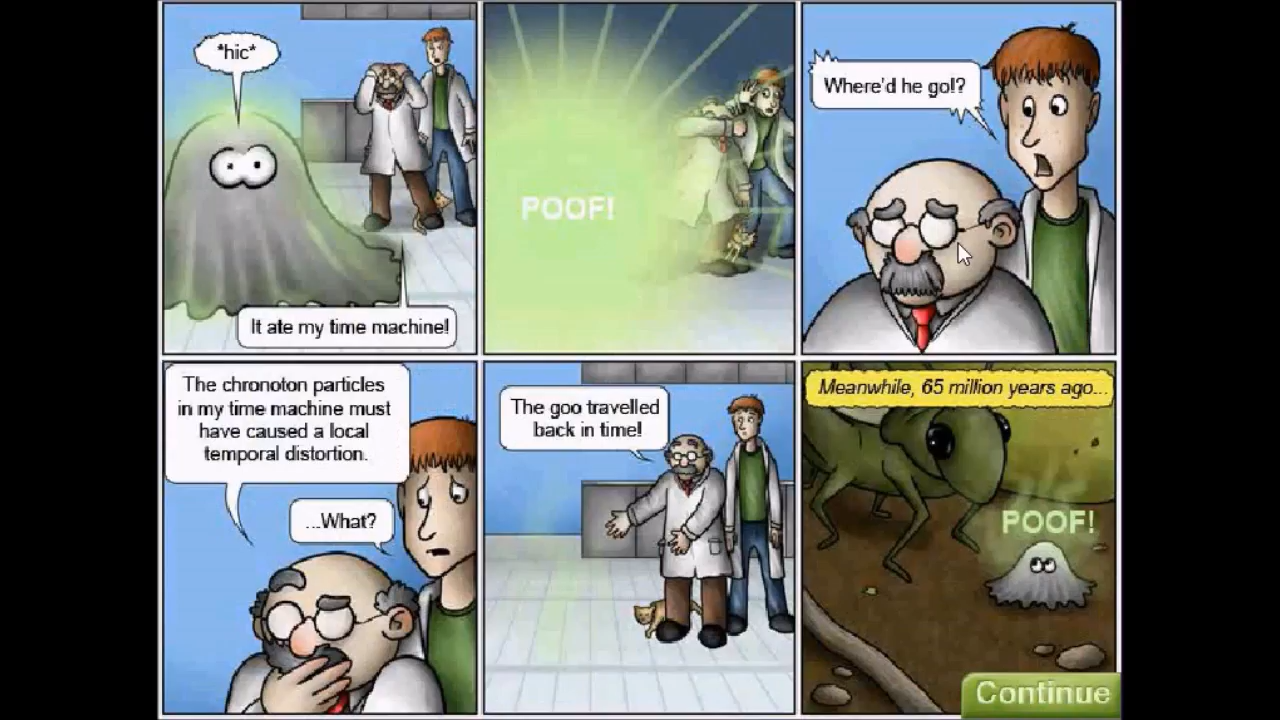 *hic*
It ate my time machine!
POOF!
Where'd he go!?
The chronoton particles
in my time machine must
have caused a local
temporal distortion.
...What?
The goo travelled
back in time!
Meanwhile, 65 million years ago...
POOF!
Continue